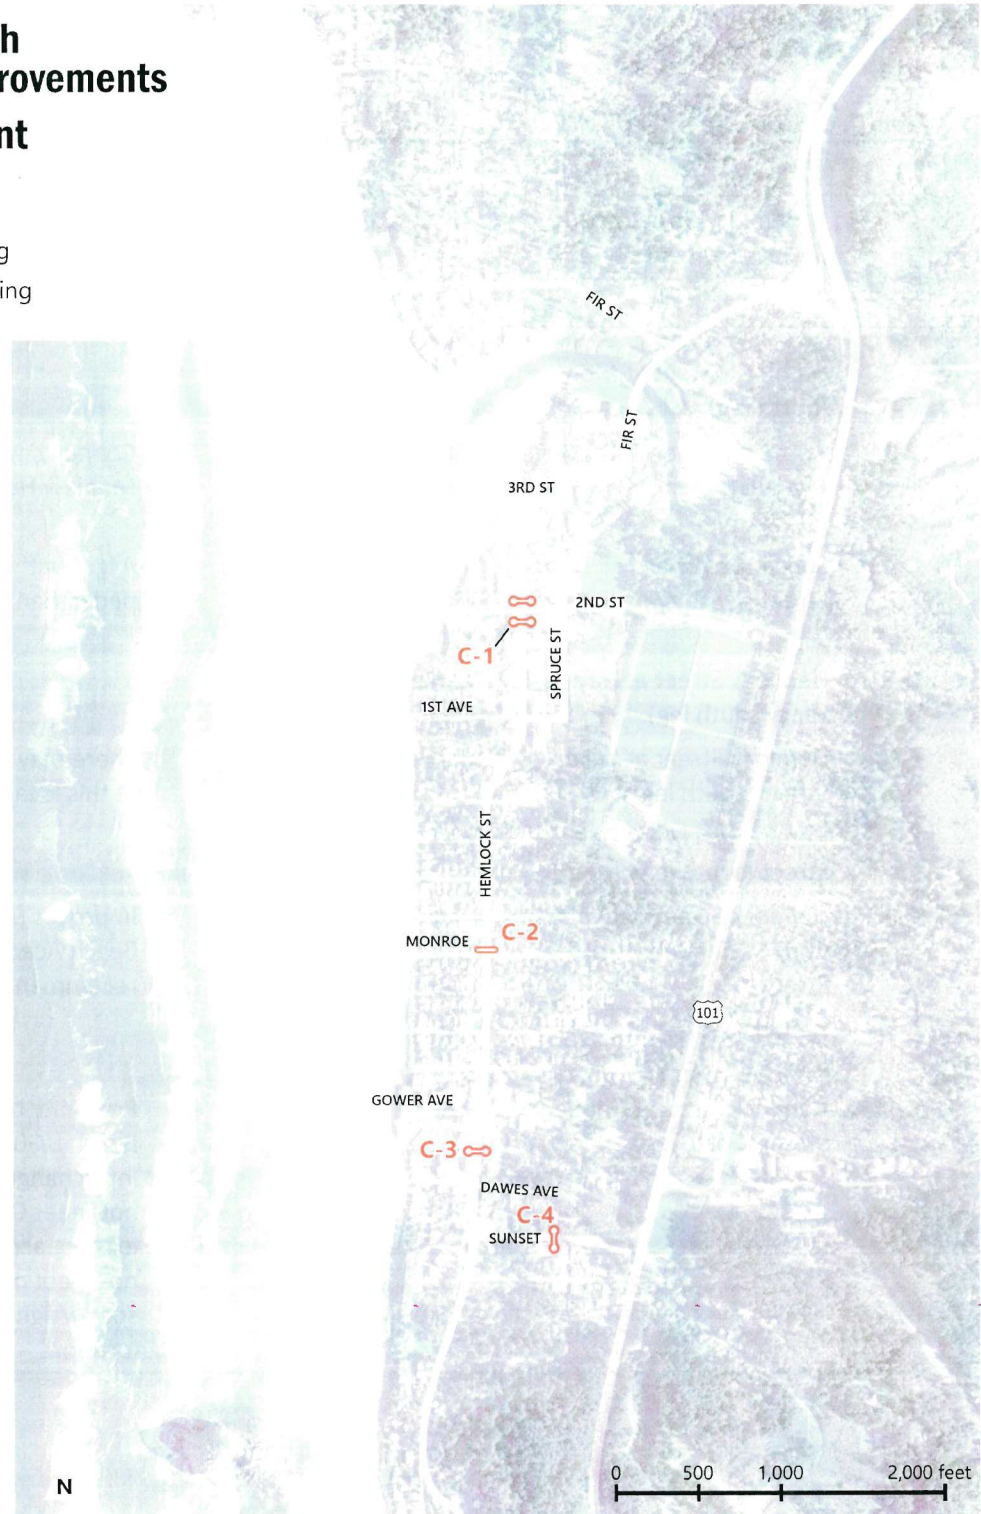 h
rovements
nt
g
ing
FIR ST
FIR ST
3RD ST
2ND ST
C-1
SPRUCE ST
1ST AVE
HEMLOCK ST
C-2
MONROE
101
GOWER AVE
C-3
DAWES AVE
C-4
SUNSET
N
0 500 1,000 2,000 feet